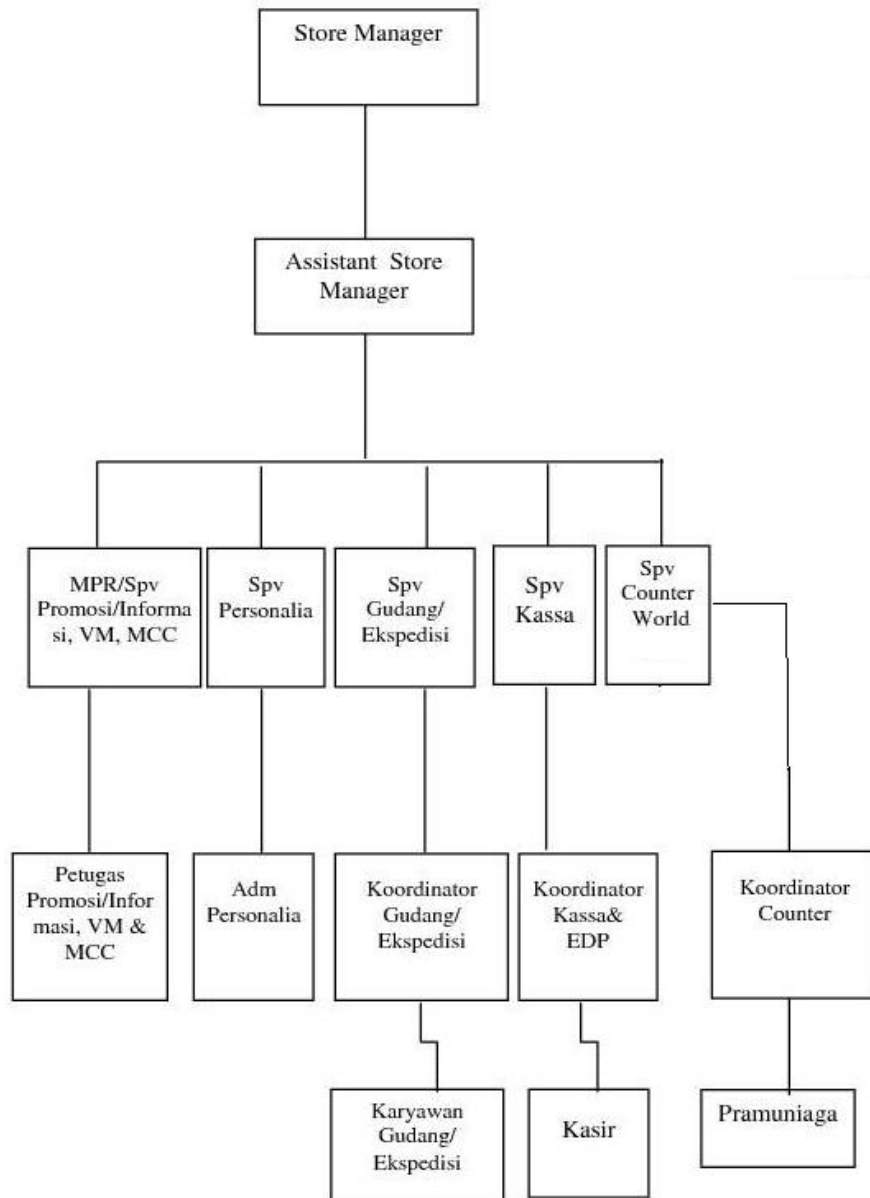 Store Manager
Assistant Store
Manager
MPR/Spv
Promosi/Informa
si, VM, MCC
Spv
Personalia
Spv
Gudang/
Ekspedisi
Spv
Kassa
Spv
Counter
World
Petugas
Promosi/Infor
masi, VM &
MCC
Adm
Personalia
Koordinator
Gudang/
Ekspedisi
Koordinator
Kassa&
EDP
Koordinator
Counter
Karyawan
Gudang/
Ekspedisi
Kasir
Pramuniaga